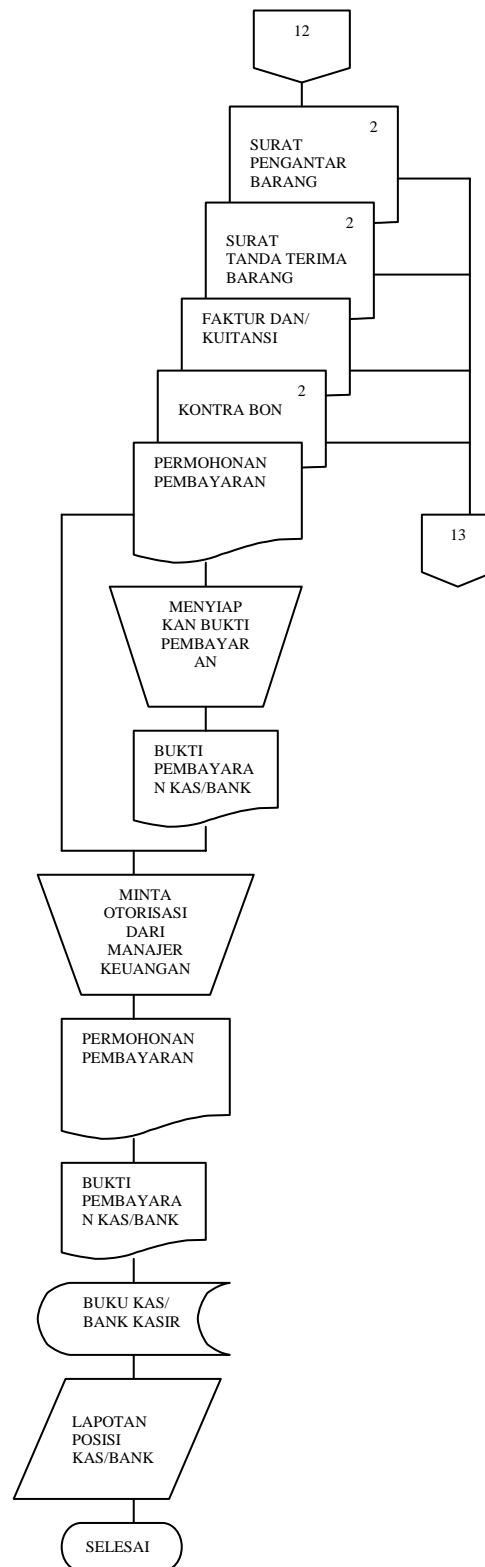 12
2
SURAT
PENGANTAR
BARANG
2
SURAT
TANDA TERIMA
BARANG
FAKTUR DAN/
KUITANSI
2
KONTRA BON
PERMOHONAN
PEMBAYARAN
13
MENYIAP
KAN BUKTI
PEMBAYAR
AN
BUKTI
PEMBAYARA
N KAS/BANK
MINTA
OTORISASI
DARI
MANAJER
KEUANGAN
PERMOHONAN
PEMBAYARAN
BUKTI
PEMBAYARA
N KAS/BANK
BUKU KAS/
BANK KASIR
LAPOTAN
POSISI
KAS/BANK
SELESAI